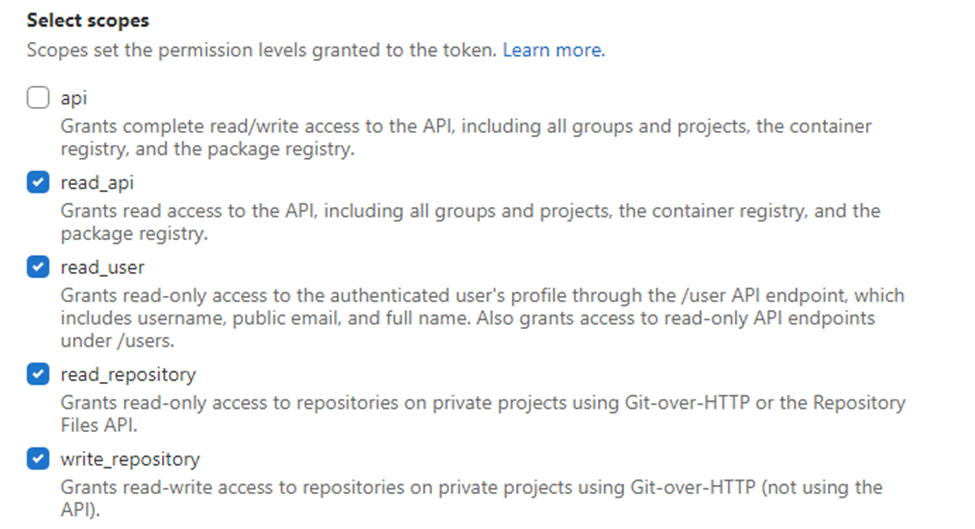 Select scopes
Scopes set the permission levels granted to the token. Learn more.
api
Grants complete read/write access to the API, including all groups and projects, the container
registry, and the package registry.
read_api
Grants read access to the API, including all groups and projects, the container registry, and the
package registry.
read_user
Grants read-only access to the authenticated user's profile through the /user API endpoint, which
includes username, public email, and full name. Also grants access to read-only API endpoints
under /users.
read_repository
Grants read-only access to repositories on private projects using Git-over-HTTP or the Repository
Files API.
write_repository
Grants read-write access to repositories on private projects using Git-over-HTTP (not using the
API).